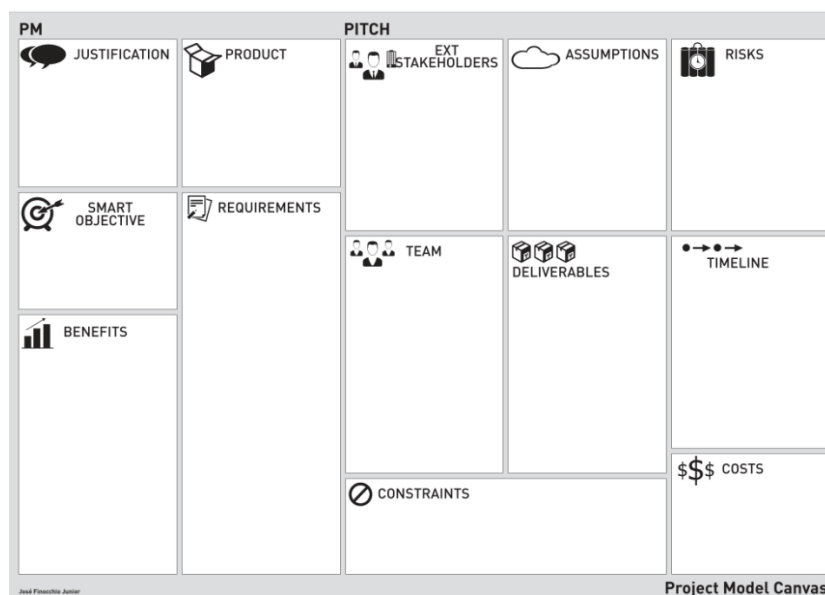 PM
PITCH
JUSTIFICATION
PRODUCT
EXT
STAKEHOLDERS
ASSUMPTIONS
RISKS
SMART
OBJECTIVE
REQUIREMENTS
TEAM
DELIVERABLES
TIMELINE
BENEFITS
$$$ COSTS
CONSTRAINTS
José Finocchio Junior
Project Model Canvas